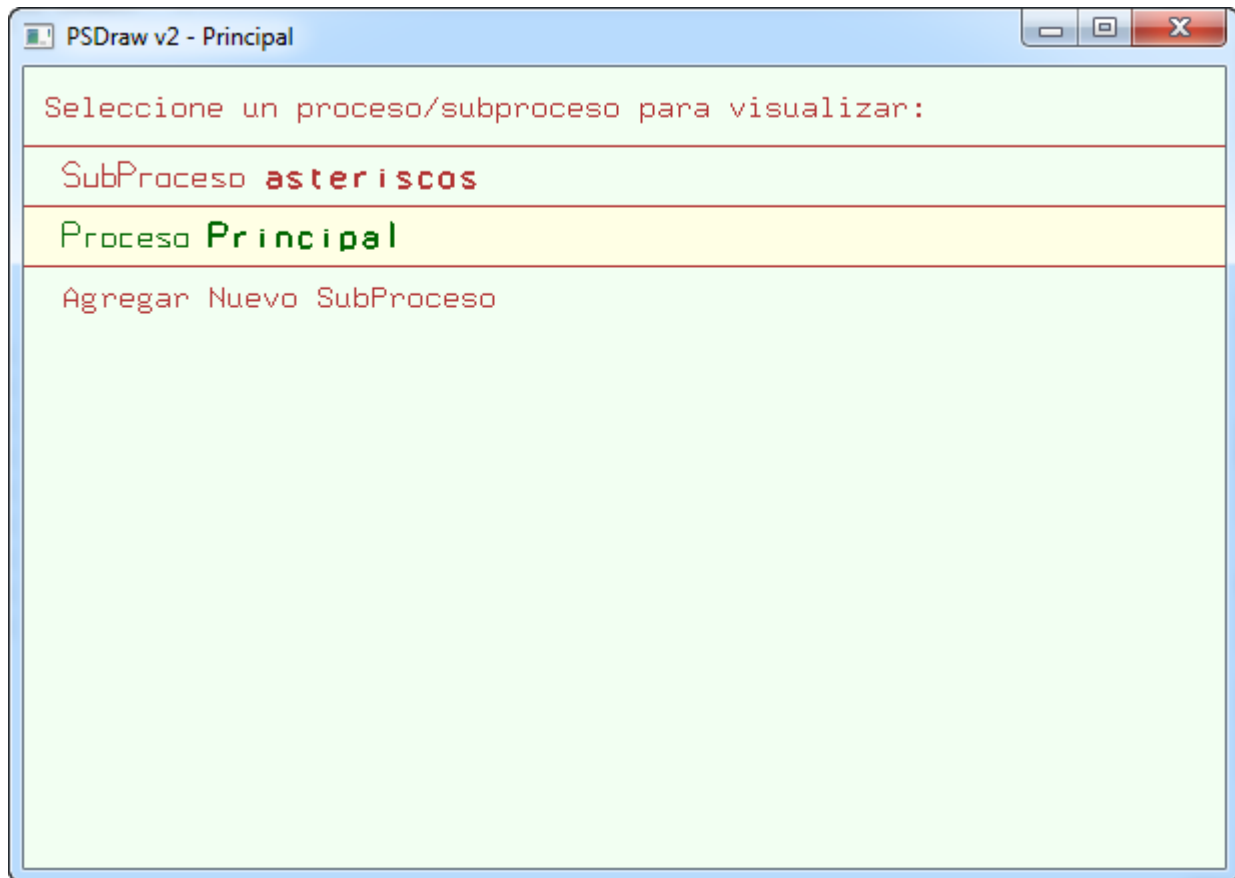 PSDraw v2 - Principal
Seleccione un proceso/subproceso para visualizar:
SubProceso asteriscos
Proceso Principal
Agregar Nuevo SubProceso